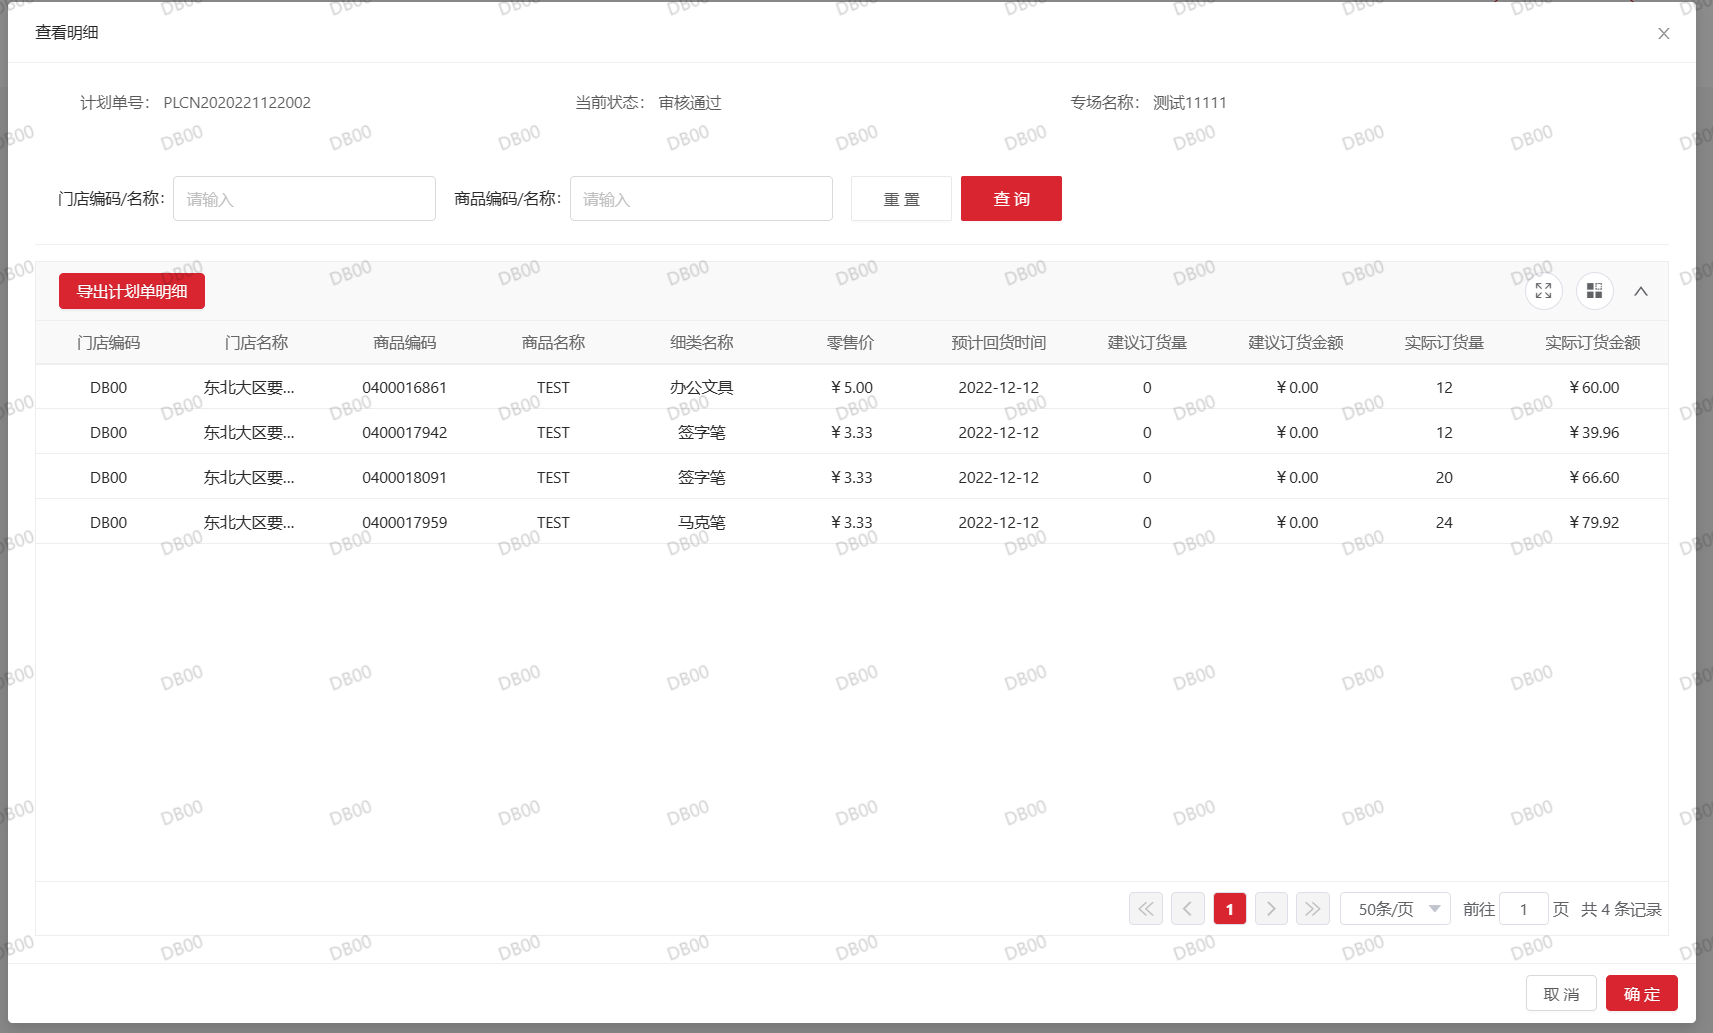 查看明细
计划单号： PLCN2020221122002 当前状态： 审核通过 专场名称： 测试11111
门店编码/名称： 请输入 商品编码/名称： 请输入 重置 查询
导出计划单明细
门店编码 门店名称 商品编码 商品名称 细类名称 零售价 预计回货时间 建议订货量 建议订货金额 实际订货量 实际订货金额
DB00 东北大区要... 0400016861 TEST 办公文具 ￥5.00 2022-12-12 0 ￥0.00 12 ￥60.00
DB00 东北大区要... 0400017942 TEST 签字笔 ￥3.33 2022-12-12 0 ￥0.00 12 ￥39.96
DB00 东北大区要... 0400018091 TEST 签字笔 ￥3.33 2022-12-12 0 ￥0.00 20 ￥66.60
DB00 东北大区要... 0400017959 TEST 马克笔 ￥3.33 2022-12-12 0 ￥0.00 24 ￥79.92
1 50条/页 前往 1 页 共 4 条记录
取消 确定